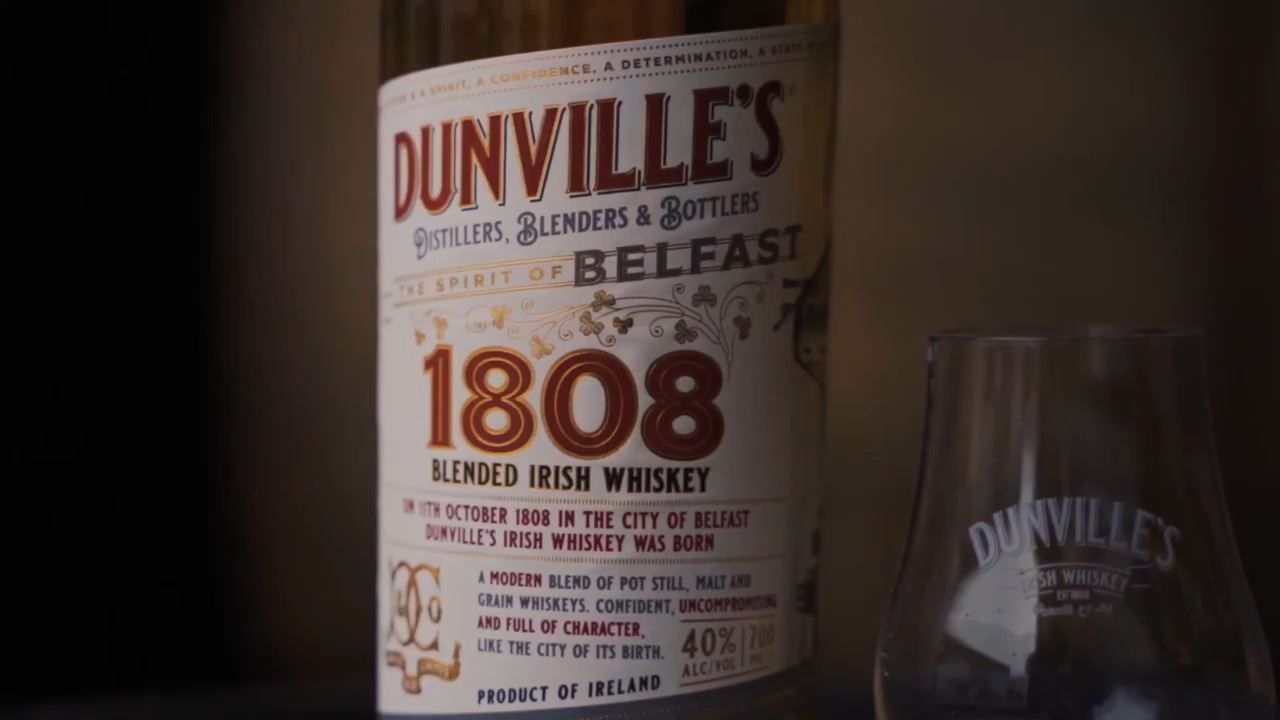 A SPIRIT, A CONFIDENCE, A DETERMINATION, A STATE
DUNVILLE'S
DISTILLERS, BLENDERS & BOTTLERS
THE SPIRIT OF BELFAST
1808
BLENDED IRISH WHISKEY
ON 11TH OCTOBER 1808 IN THE CITY OF BELFAST
DUNVILLE'S IRISH WHISKEY WAS BORN
A MODERN BLEND OF POT STILL, MALT AND
GRAIN WHISKEYS. CONFIDENT, UNCOMPROMISING
AND FULL OF CHARACTER,
LIKE THE CITY OF ITS BIRTH.
40% ALC/VOL
700
PRODUCT OF IRELAND
DUNVILLE'S
IRISH WHISKEY